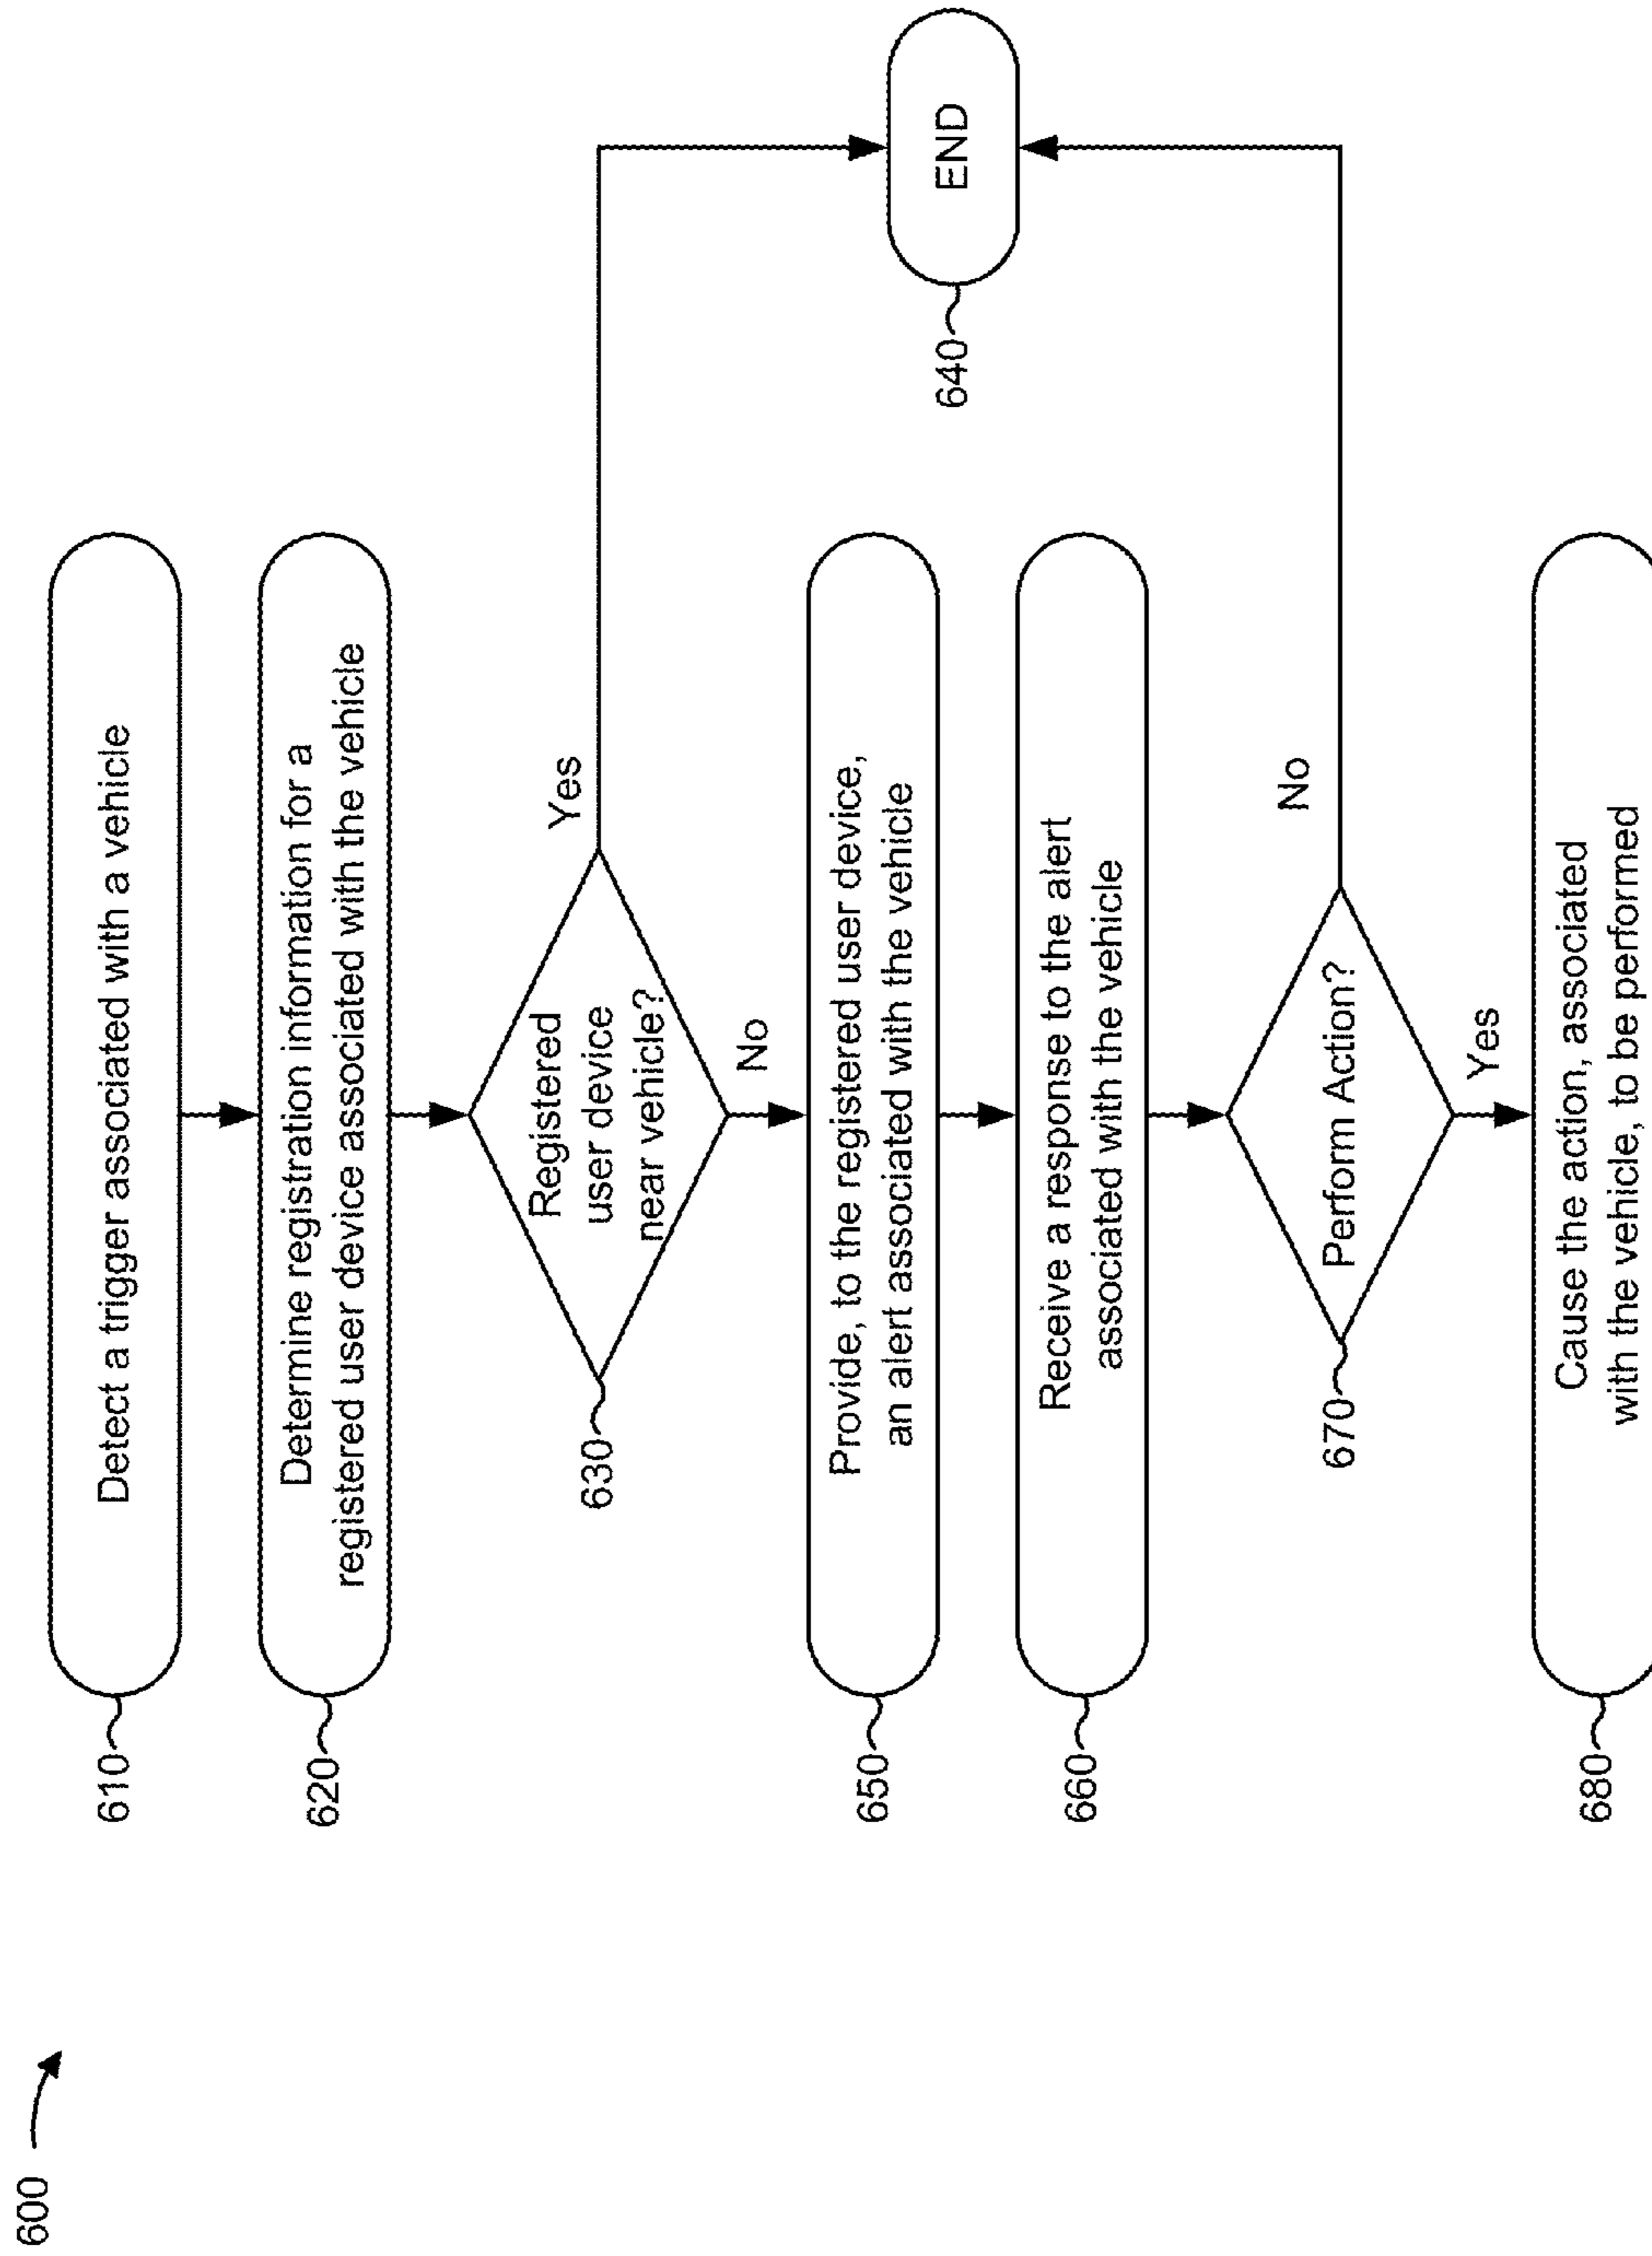 600
610
Detect a trigger associated with a vehicle
620
Determine registration information for a
registered user device associated with the vehicle
630
Registered
user device
near vehicle?
Yes
No
640
END
650
Provide, to the registered user device,
an alert associated with the vehicle
660
Receive a response to the alert
associated with the vehicle
670
Perform Action?
No
Yes
680
Cause the action, associated
with the vehicle, to be performed